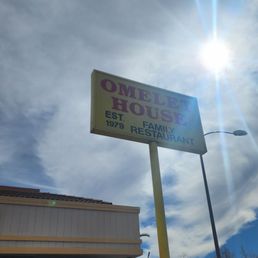 OMELET
HOUSE
EST. FAMILY
1979 RESTAURANT